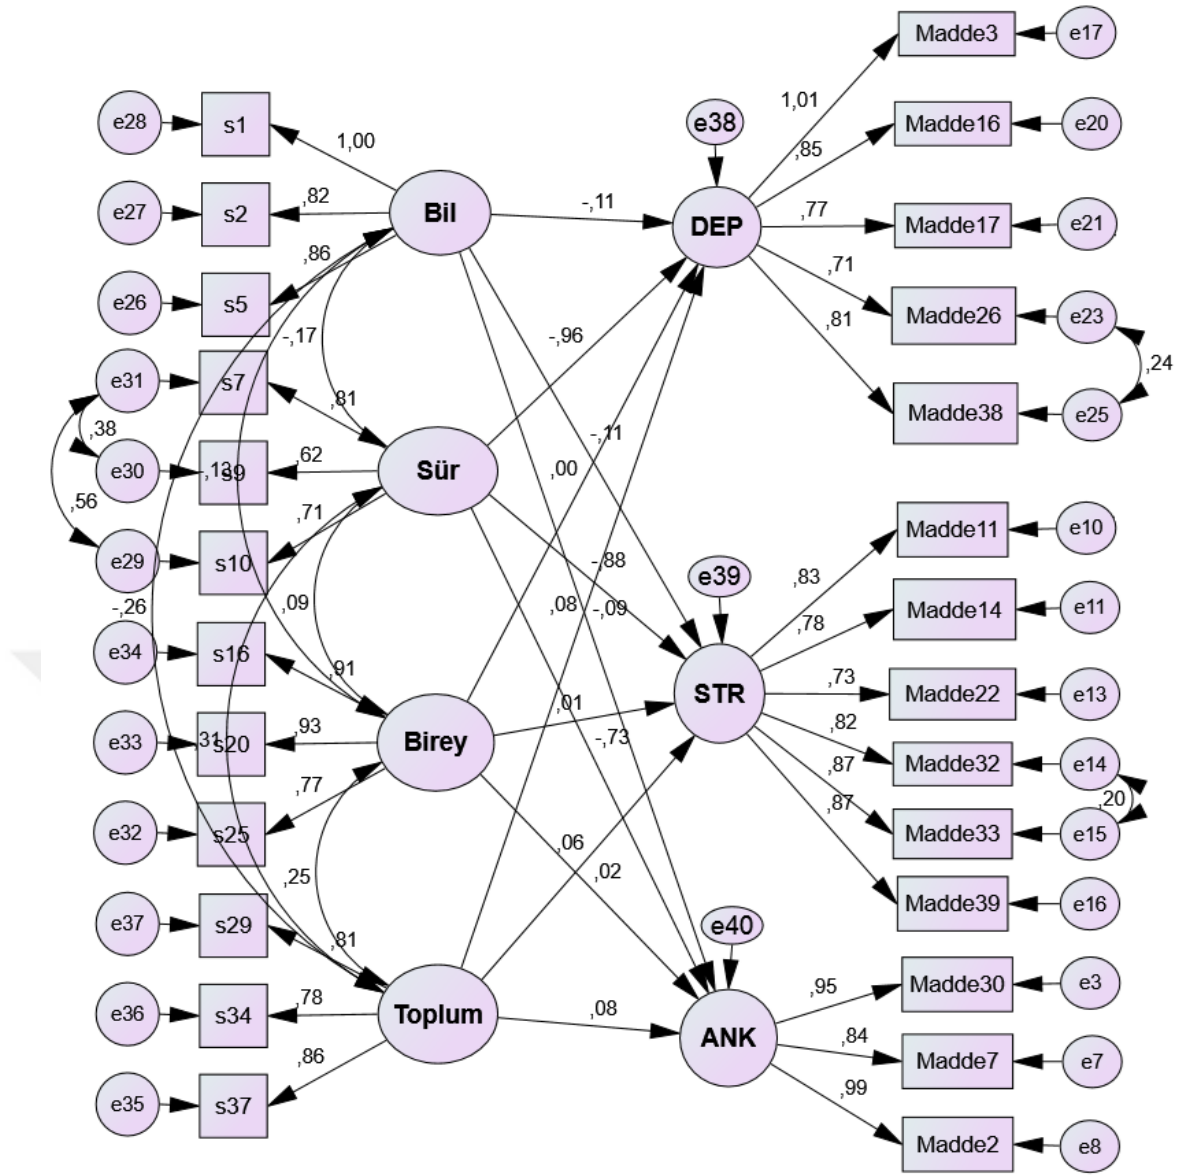 Madde3
e17
1,01
e28
s1
e38
Madde16
e20
1,00
,85
e27
s2
,82
Bil
-,11
DEP
,77
Madde17
e21
,86
,71
e26
s5
Madde26
e23
-,17
-,96
,81
,24
e31
s7
,81
Madde38
e25
,38
-,11
e30
-,13
s9
,62
Sür
,00
,56
,71
Madde11
e10
e29
s10
-,88
e39
,83
-,26
,09
,08
-,09
Madde14
e11
,78
e34
s16
,91
,73
STR
Madde22
e13
,01
e33
,31
s20
,93
Birey
-,73
,82
Madde32
e14
,77
,87
,20
e32
s25
,87
Madde33
e15
,25
,06
,02
Madde39
e16
e37
s29
,81
e40
e36
s34
,78
Toplum
,08
,95
Madde30
e3
ANK
,84
Madde7
e7
,86
,99
e35
s37
Madde2
e8